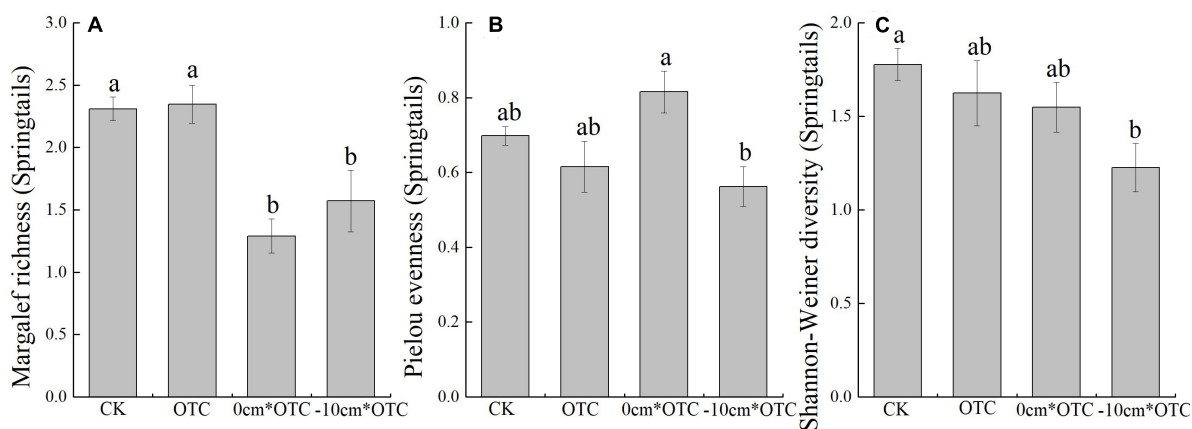 A
Margalef richness (Springtails)
3.0
2.5
2.0
1.5
1.0
0.5
0.0
a
a
b
b
CK OTC 0cm*OTC -10cm*OTC
B
Pielou evenness (Springtails)
1.0
0.8
0.6
0.4
0.2
0.0
ab
ab
a
b
CK OTC 0cm*OTC -10cm*OTC
C
Shannon-Weiner diversity (Springtails)
2.0
1.5
1.0
0.5
0.0
a
ab
ab
b
CK OTC 0cm*OTC -10cm*OTC